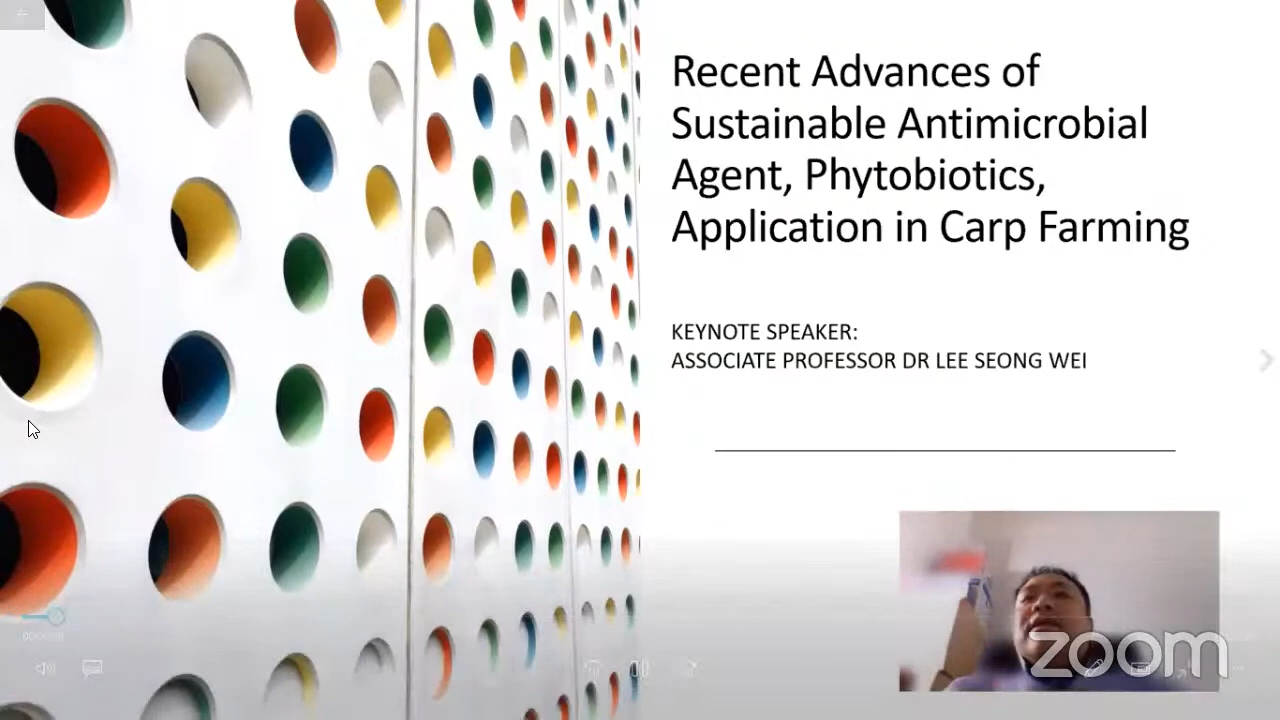 Recent Advances of
Sustainable Antimicrobial
Agent, Phytobiotics,
Application in Carp Farming
KEYNOTE SPEAKER:
ASSOCIATE PROFESSOR DR LEE SEONG WEI
zoom